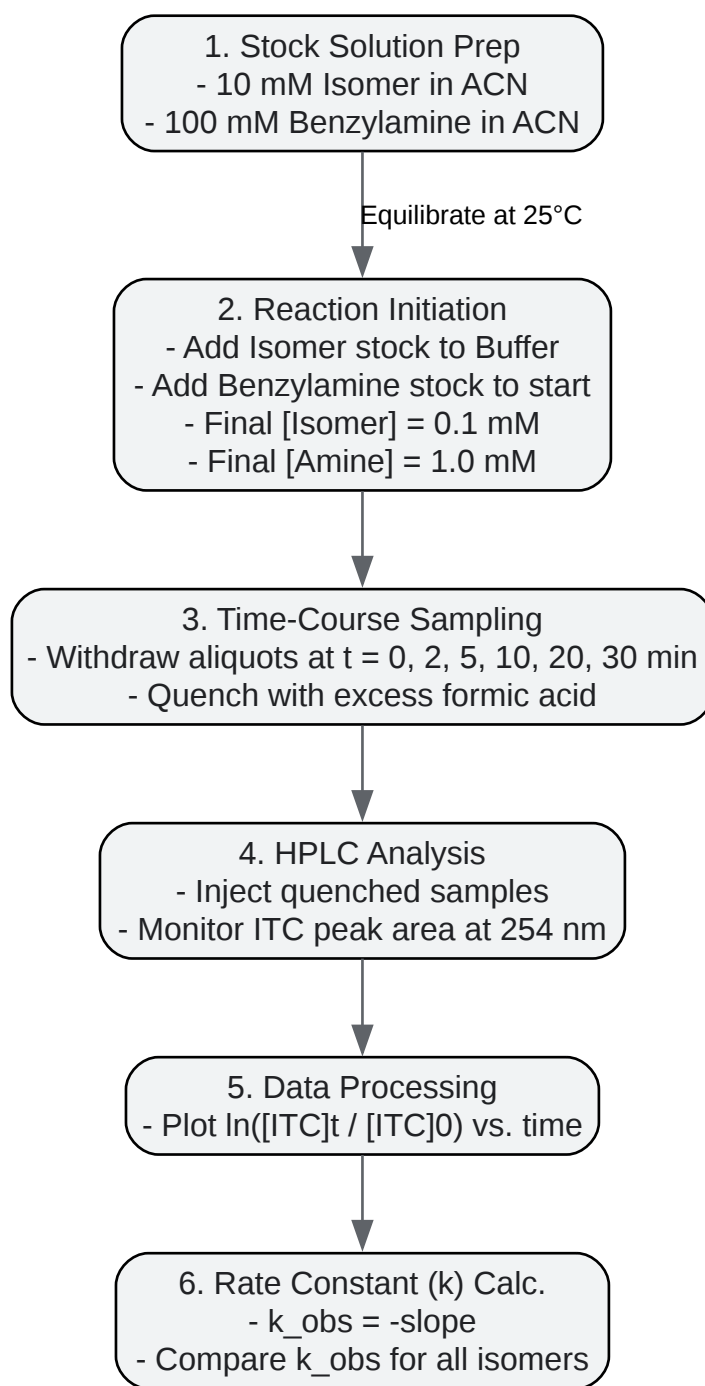 1. Stock Solution Prep
- 10 mM Isomer in ACN
- 100 mM Benzylamine in ACN
Equilibrate at 25°C
2. Reaction Initiation
- Add Isomer stock to Buffer
- Add Benzylamine stock to start
- Final [Isomer] = 0.1 mM
- Final [Amine] = 1.0 mM
3. Time-Course Sampling
- Withdraw aliquots at t = 0, 2, 5, 10, 20, 30 min
- Quench with excess formic acid
4. HPLC Analysis
- Inject quenched samples
- Monitor ITC peak area at 254 nm
5. Data Processing
- Plot ln([ITC]t / [ITC]0) vs. time
6. Rate Constant (k) Calc.
- k_obs = -slope
- Compare k_obs for all isomers